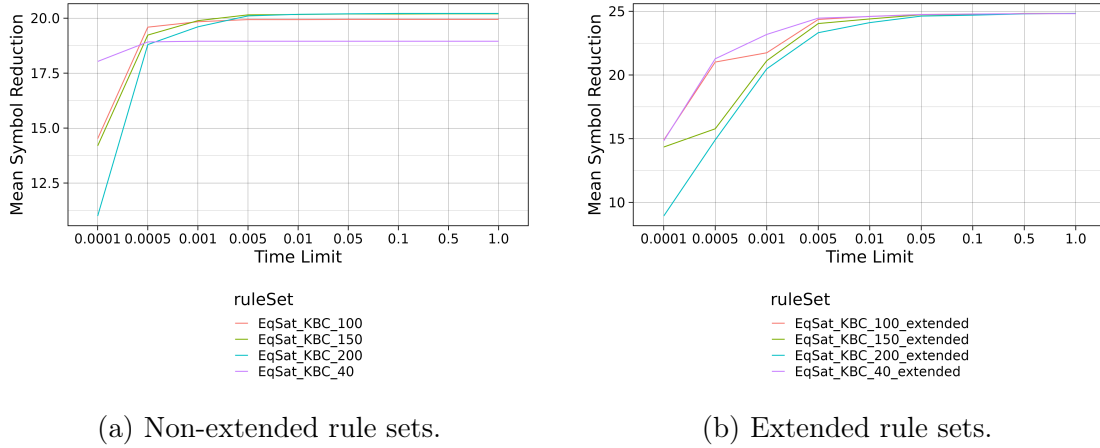 20.0
17.5
15.0
12.5
Mean Symbol Reduction
0.0001 0.0005 0.001 0.005 0.01 0.05 0.1 0.5 1.0
Time Limit
ruleSet
EqSat_KBC_100
EqSat_KBC_150
EqSat_KBC_200
EqSat_KBC_40
(a) Non-extended rule sets.
25
20
15
10
Mean Symbol Reduction
0.0001 0.0005 0.001 0.005 0.01 0.05 0.1 0.5 1.0
Time Limit
ruleSet
EqSat_KBC_100_extended
EqSat_KBC_150_extended
EqSat_KBC_200_extended
EqSat_KBC_40_extended
(b) Extended rule sets.